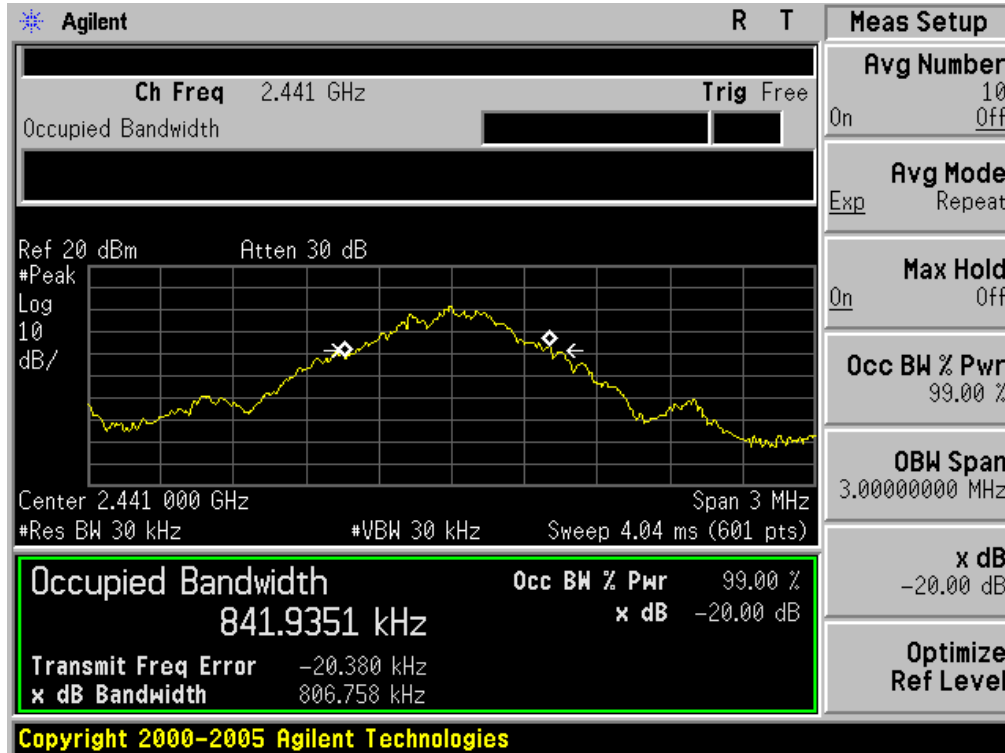 Agilent R T
Ch Freq 2.441 GHz Trig Free
Occupied Bandwidth
Ref 20 dBm Atten 30 dB
#Peak
Log
10
dB/
Center 2.441 000 GHz Span 3 MHz
#Res BW 30 kHz #VBW 30 kHz Sweep 4.04 ms (601 pts)
Occupied Bandwidth Occ BW % Pwr 99.00 %
841.9351 kHz x dB -20.00 dB
Transmit Freq Error -20.380 kHz
x dB Bandwidth 806.758 kHz
Copyright 2000-2005 Agilent Technologies
Meas Setup
Avg Number
10
On Off
Avg Mode
Exp Repeat
Max Hold
On Off
Occ BW % Pwr
99.00 %
OBW Span
3.00000000 MHz
x dB
-20.00 dB
Optimize
Ref Level